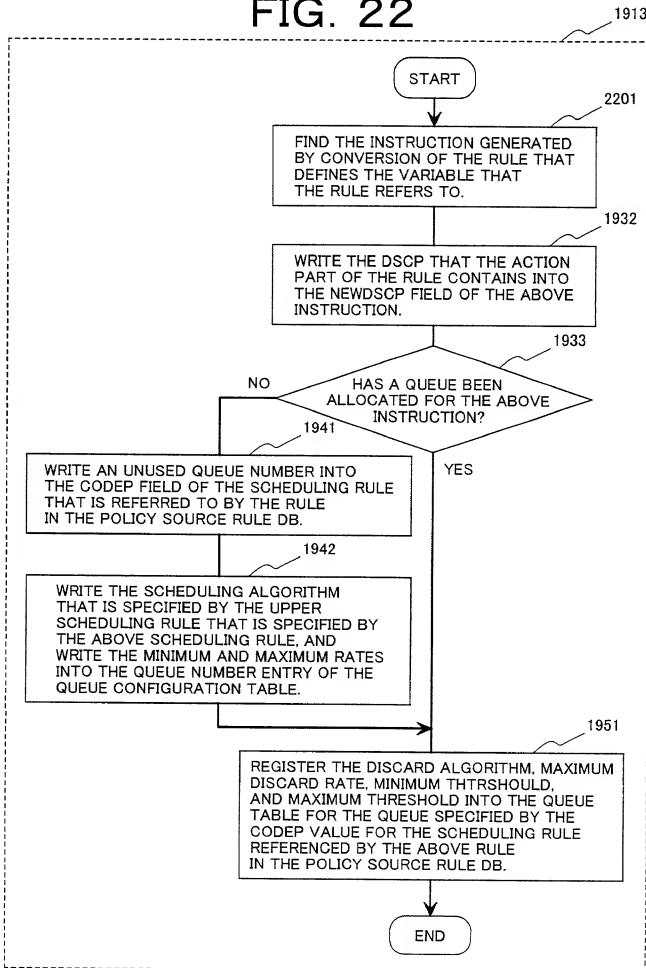 FIG. 22
1913
START
2201
FIND THE INSTRUCTION GENERATED
BY CONVERSION OF THE RULE THAT
DEFINES THE VARIABLE THAT
THE RULE REFERS TO.
1932
WRITE THE DSCP THAT THE ACTION
PART OF THE RULE CONTAINS INTO
THE NEWDSCP FIELD OF THE ABOVE
INSTRUCTION.
1933
NO
HAS A QUEUE BEEN
ALLOCATED FOR THE ABOVE
INSTRUCTION?
1941
YES
WRITE AN UNUSED QUEUE NUMBER INTO
THE CODEP FIELD OF THE SCHEDULING RULE
THAT IS REFERRED TO BY THE RULE
IN THE POLICY SOURCE RULE DB.
1942
WRITE THE SCHEDULING ALGORITHM
THAT IS SPECIFIED BY THE UPPER
SCHEDULING RULE THAT IS SPECIFIED BY
THE ABOVE SCHEDULING RULE, AND
WRITE THE MINIMUM AND MAXIMUM RATES
INTO THE QUEUE NUMBER ENTRY OF THE
QUEUE CONFIGURATION TABLE.
1951
REGISTER THE DISCARD ALGORITHM, MAXIMUM
DISCARD RATE, MINIMUM THTRSHOULD,
AND MAXIMUM THRESHOLD INTO THE QUEUE
TABLE FOR THE QUEUE SPECIFIED BY THE
CODEP VALUE FOR THE SCHEDULING RULE
REFERENCED BY THE ABOVE RULE
IN THE POLICY SOURCE RULE DB.
END